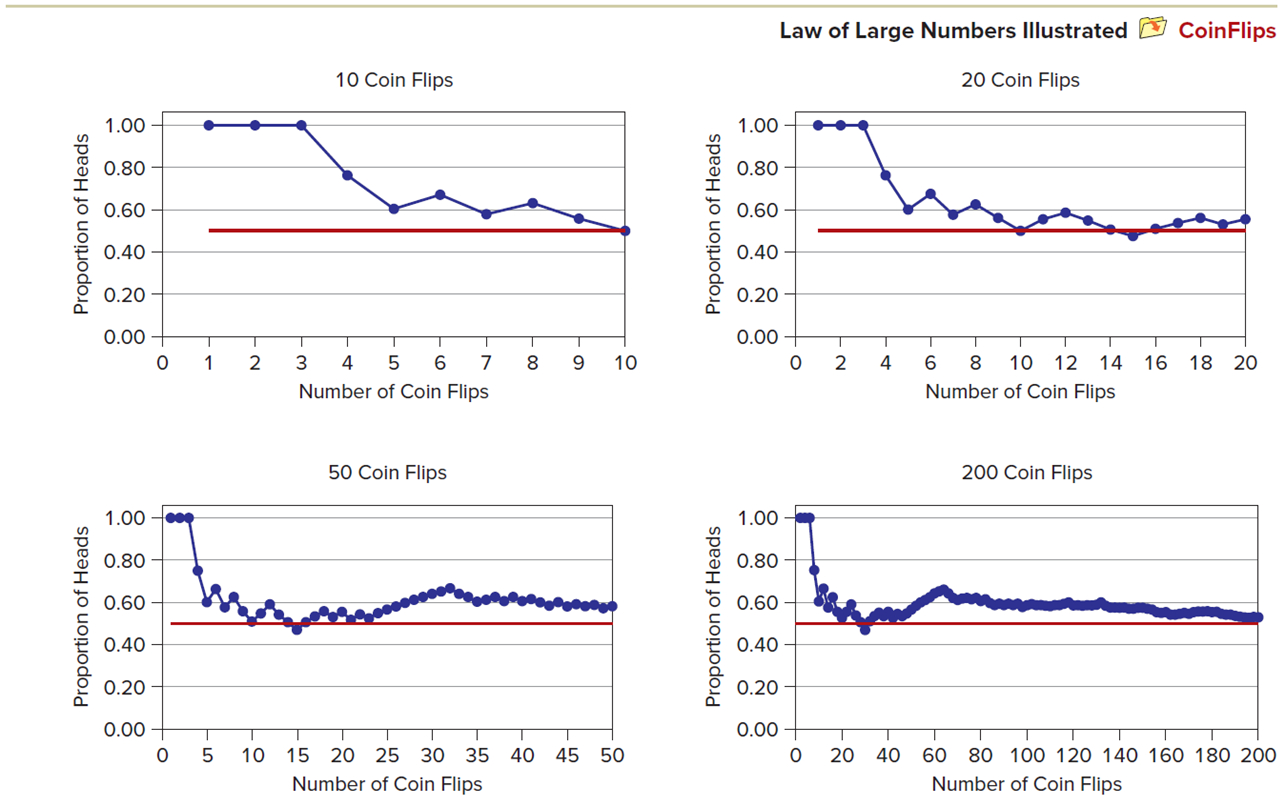 Law of Large Numbers Illustrated CoinFlips
10 Coin Flips
Proportion of Heads
1.00
0.80
0.60
0.40
0.20
0.00
0 1 2 3 4 5 6 7 8 9 10
Number of Coin Flips
20 Coin Flips
Proportion of Heads
1.00
0.80
0.60
0.40
0.20
0.00
0 2 4 6 8 10 12 14 16 18 20
Number of Coin Flips
50 Coin Flips
Proportion of Heads
1.00
0.80
0.60
0.40
0.20
0.00
0 5 10 15 20 25 30 35 40 45 50
Number of Coin Flips
200 Coin Flips
Proportion of Heads
1.00
0.80
0.60
0.40
0.20
0.00
0 20 40 60 80 100 120 140 160 180 200
Number of Coin Flips